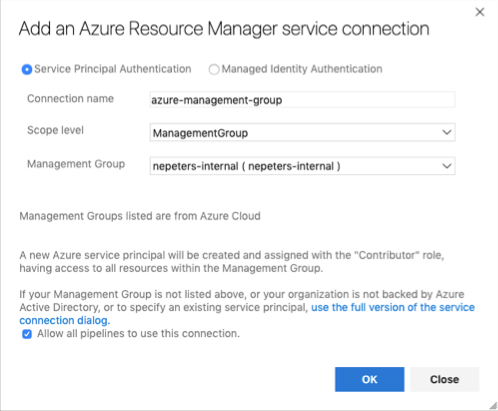 Add an Azure Resource Manager service connection
Service Principal Authentication Managed Identity Authentication
Connection name azure-management-group
Scope level ManagementGroup
Management Group nepeters-internal ( nepeters-internal )
Management Groups listed are from Azure Cloud
A new Azure service principal will be created and assigned with the "Contributor" role,
having access to all resources within the Management Group.
If your Management Group is not listed above, or your organization is not backed by Azure
Active Directory, or to specify an existing service principal, use the full version of the service
connection dialog.
Allow all pipelines to use this connection.
OK Close